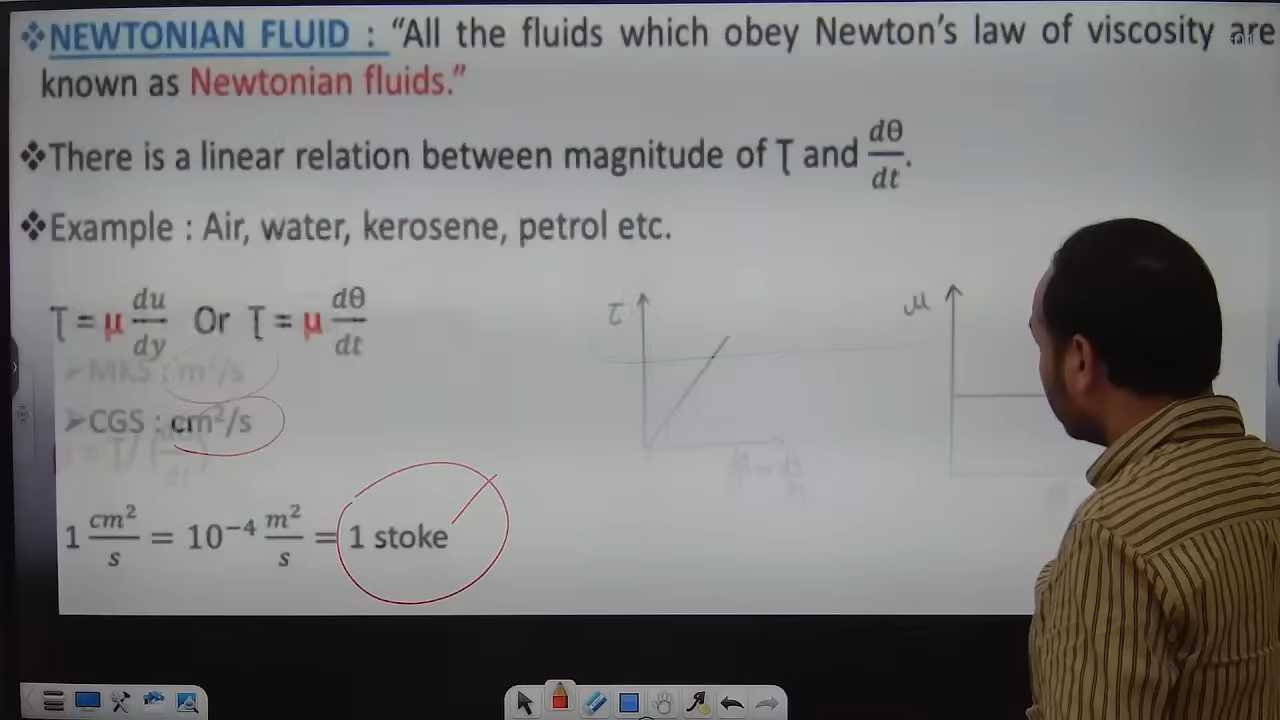 ❖NEWTONIAN FLUID : “All the fluids which obey Newton’s law of viscosity are
known as Newtonian fluids.”
❖There is a linear relation between magnitude of Ʈ and dθ/dt.
❖Example : Air, water, kerosene, petrol etc.
Ʈ = μ du/dy Or Ʈ = μ dθ/dt
➢MKS : m²/s
➢CGS : cm²/s
1 cm²/s = 10⁻⁴ m²/s = 1 stoke
τ
μ